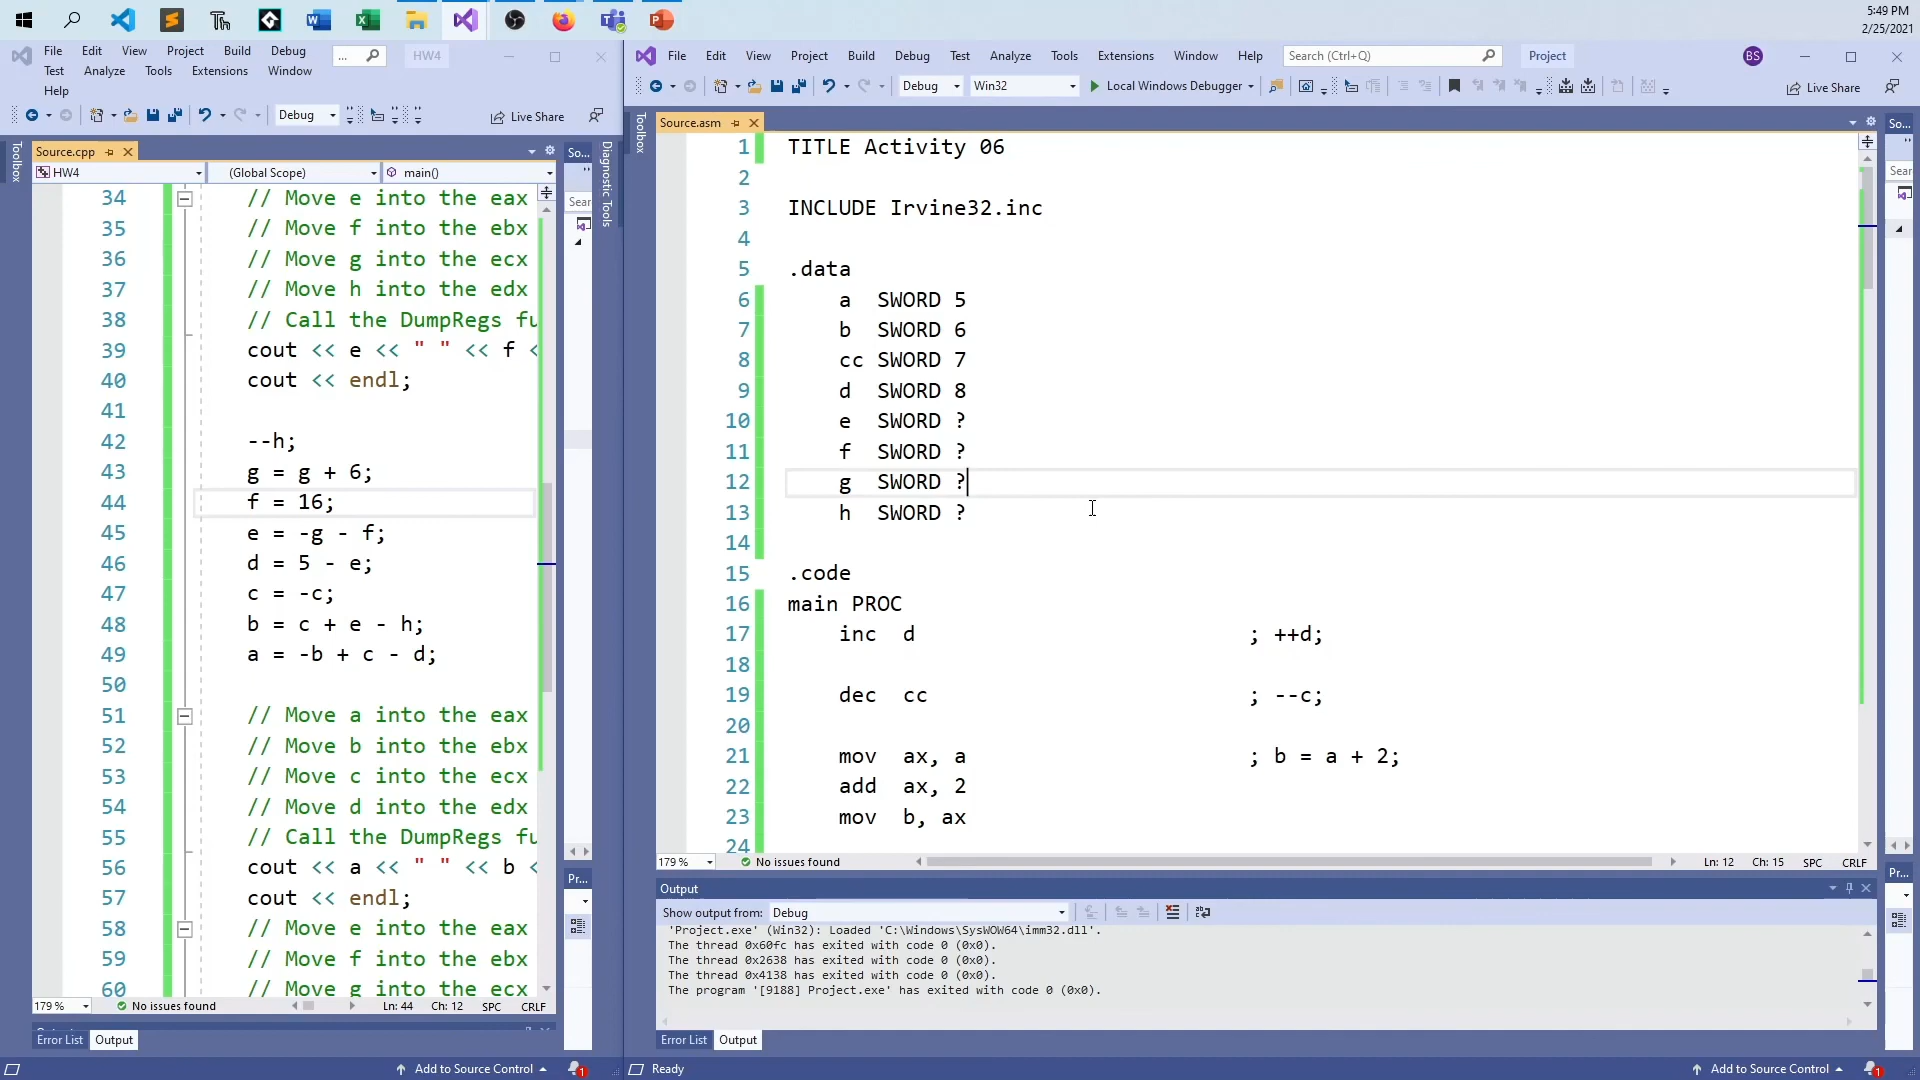 5:49 PM
2/25/2021
File Edit View Project Build Debug
Test Analyze Tools Extensions Window
Help
...
HW4
Debug
Live Share
Source.cpp
So...
HW4
(Global Scope)
main()
Toolbox
Diagnostic Tools
Sear
34 // Move e into the eax
35 // Move f into the ebx
36 // Move g into the ecx
37 // Move h into the edx
38 // Call the DumpRegs fu
39 cout << e << " " << f <
40 cout << endl;
41
42 --h;
43 g = g + 6;
44 f = 16;
45 e = -g - f;
46 d = 5 - e;
47 c = -c;
48 b = c + e - h;
49 a = -b + c - d;
50
51 // Move a into the eax
52 // Move b into the ebx
53 // Move c into the ecx
54 // Move d into the edx
55 // Call the DumpRegs fu
56 cout << a << " " << b <
57 cout << endl;
58 // Move e into the eax
59 // Move f into the ebx
60 // Move g into the ecx
Pr...
179 %
No issues found
Ln: 44 Ch: 12 SPC CRLF
Error List Output
Add to Source Control
1
File Edit View Project Build Debug Test Analyze Tools Extensions Window Help
Search (Ctrl+Q)
Project
BS
Debug Win32 Local Windows Debugger
Live Share
Toolbox
Source.asm
So...
Sear
1 TITLE Activity 06
2
3 INCLUDE Irvine32.inc
4
5 .data
6 a SWORD 5
7 b SWORD 6
8 cc SWORD 7
9 d SWORD 8
10 e SWORD ?
11 f SWORD ?
12 g SWORD ?
13 h SWORD ?
14
15 .code
16 main PROC
17 inc d ; ++d;
18
19 dec cc ; --c;
20
21 mov ax, a ; b = a + 2;
22 add ax, 2
23 mov b, ax
24
179 %
No issues found
Ln: 12 Ch: 15 SPC CRLF
Pr...
Output
Show output from: Debug
'Project.exe' (Win32): Loaded 'C:\Windows\SysWOW64\imm32.dll'.
The thread 0x60fc has exited with code 0 (0x0).
The thread 0x2638 has exited with code 0 (0x0).
The thread 0x4138 has exited with code 0 (0x0).
The program '[9188] Project.exe' has exited with code 0 (0x0).
Error List Output
Ready
Add to Source Control
1